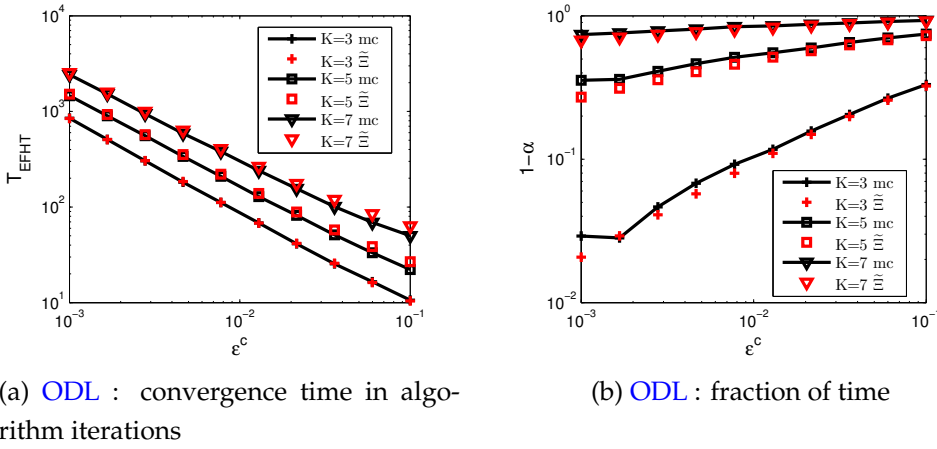 10^4
10^3
10^2
10^1
T_EFHT
K=3 mc
K=3 Ξ̃
K=5 mc
K=5 Ξ̃
K=7 mc
K=7 Ξ̃
10^−3
10^−2
10^−1
ε^c
10^0
10^−1
10^−2
1−α
K=3 mc
K=3 Ξ̃
K=5 mc
K=5 Ξ̃
K=7 mc
K=7 Ξ̃
10^−3
10^−2
10^−1
ε^c
(a) ODL : convergence time in algo-
rithm iterations
(b) ODL : fraction of time